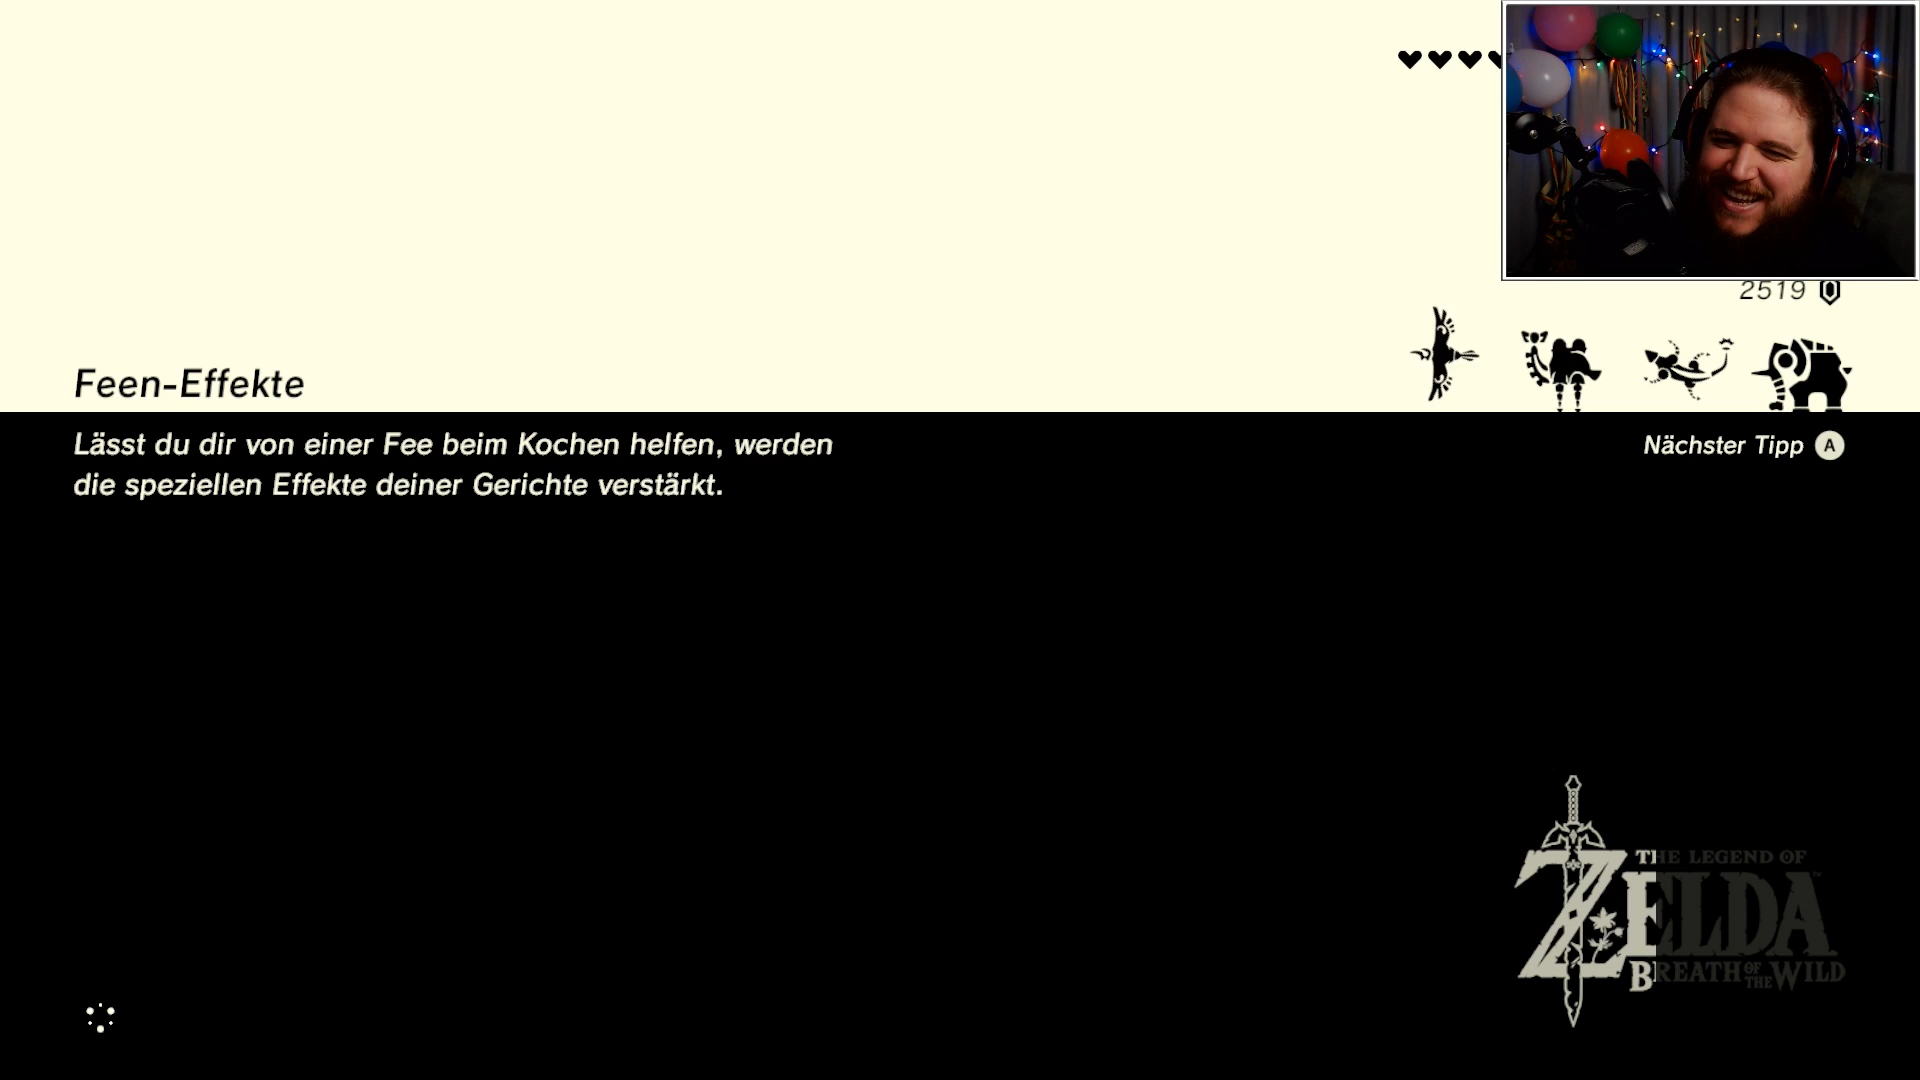 2519
Feen-Effekte
Lässt du dir von einer Fee beim Kochen helfen, werden
die speziellen Effekte deiner Gerichte verstärkt.
Nächster Tipp A
THE LEGEND OF
ZELDA
BREATH OF THE WILD